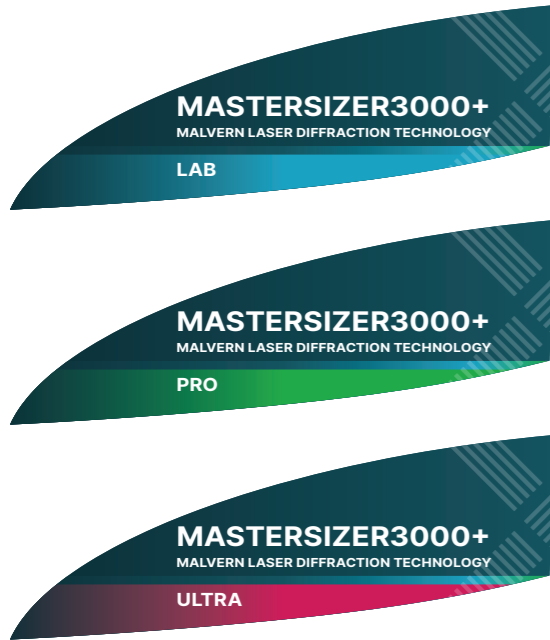 MASTERSIZER3000+
MALVERN LASER DIFFRACTION TECHNOLOGY
LAB
MASTERSIZER3000+
MALVERN LASER DIFFRACTION TECHNOLOGY
PRO
MASTERSIZER3000+
MALVERN LASER DIFFRACTION TECHNOLOGY
ULTRA